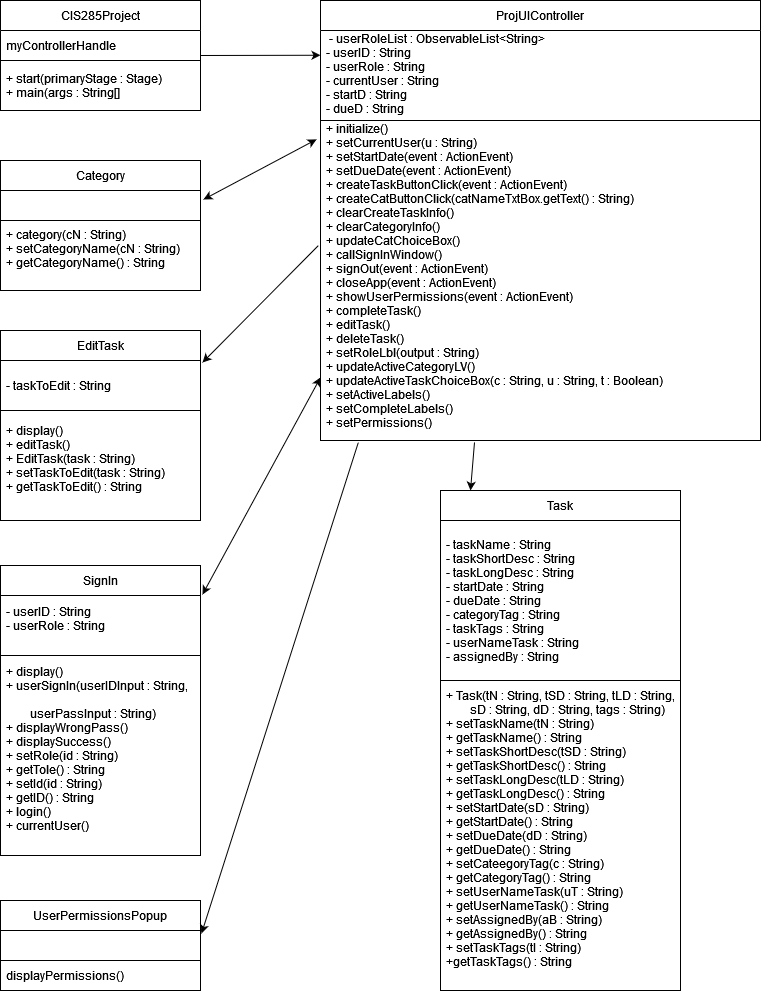 CIS285Project
myControllerHandle
+ start(primaryStage : Stage)
+ main(args : String[]
ProjUIController
- userRoleList : ObservableList<String>
- userID : String
- userRole : String
- currentUser : String
- startD : String
- dueD : String
+ initialize()
+ setCurrentUser(u : String)
+ setStartDate(event : ActionEvent)
+ setDueDate(event : ActionEvent)
+ createTaskButtonClick(event : ActionEvent)
+ createCatButtonClick(catNameTxtBox.getText() : String)
+ clearCreateTaskInfo()
+ clearCategoryInfo()
+ updateCatChoiceBox()
+ callSignInWindow()
+ signOut(event : ActionEvent)
+ closeApp(event : ActionEvent)
+ showUserPermissions(event : ActionEvent)
+ completeTask()
+ editTask()
+ deleteTask()
+ setRoleLbl(output : String)
+ updateActiveCategoryLV()
+ updateActiveTaskChoiceBox(c : String, u : String, t : Boolean)
+ setActiveLabels()
+ setCompleteLabels()
+ setPermissions()
Category
+ category(cN : String)
+ setCategoryName(cN : String)
+ getCategoryName() : String
EditTask
- taskToEdit : String
+ display()
+ editTask()
+ EditTask(task : String)
+ setTaskToEdit(task : String)
+ getTaskToEdit() : String
SignIn
- userID : String
- userRole : String
+ display()
+ userSignIn(userIDInput : String,
userPassInput : String)
+ displayWrongPass()
+ displaySuccess()
+ setRole(id : String)
+ getTole() : String
+ setId(id : String)
+ getID() : String
+ login()
+ currentUser()
UserPermissionsPopup
displayPermissions()
Task
- taskName : String
- taskShortDesc : String
- taskLongDesc : String
- startDate : String
- dueDate : String
- categoryTag : String
- taskTags : String
- userNameTask : String
- assignedBy : String
+ Task(tN : String, tSD : String, tLD : String,
sD : String, dD : String, tags : String)
+ setTaskName(tN : String)
+ getTaskName() : String
+ setTaskShortDesc(tSD : String)
+ getTaskShortDesc() : String
+ setTaskLongDesc(tLD : String)
+ getTaskLongDesc() : String
+ setStartDate(sD : String)
+ getStartDate() : String
+ setDueDate(dD : String)
+ getDueDate() : String
+ setCateegoryTag(c : String)
+ getCategoryTag() : String
+ setUserNameTask(uT : String)
+ getUserNameTask() : String
+ setAssignedBy(aB : String)
+ getAssignedBy() : String
+ setTaskTags(tl : String)
+getTaskTags() : String